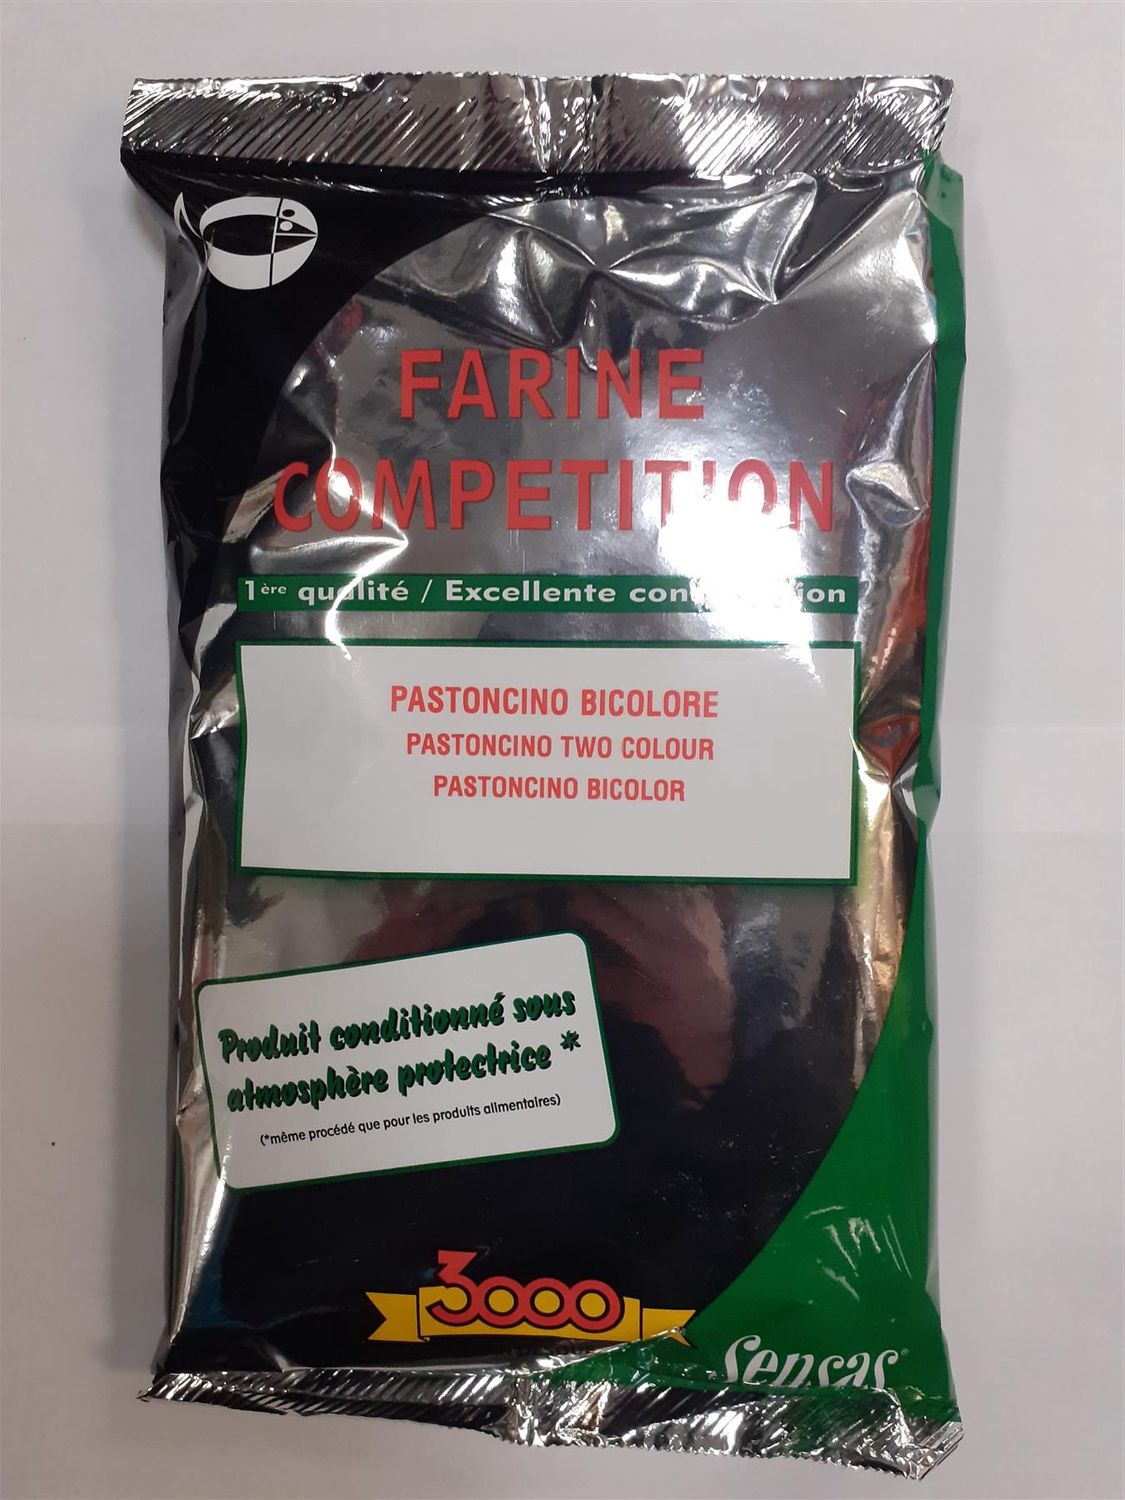 FARINE
COMPETITION
1ère qualité / Excellente
PASTONCINO BICOLORE
PASTONCINO TWO COLOUR
PASTONCINO BICOLOR
Produit conditionné sous
atmosphère protectrice *
(*même procédé que pour les produits alimentaires)
3000
Sensas